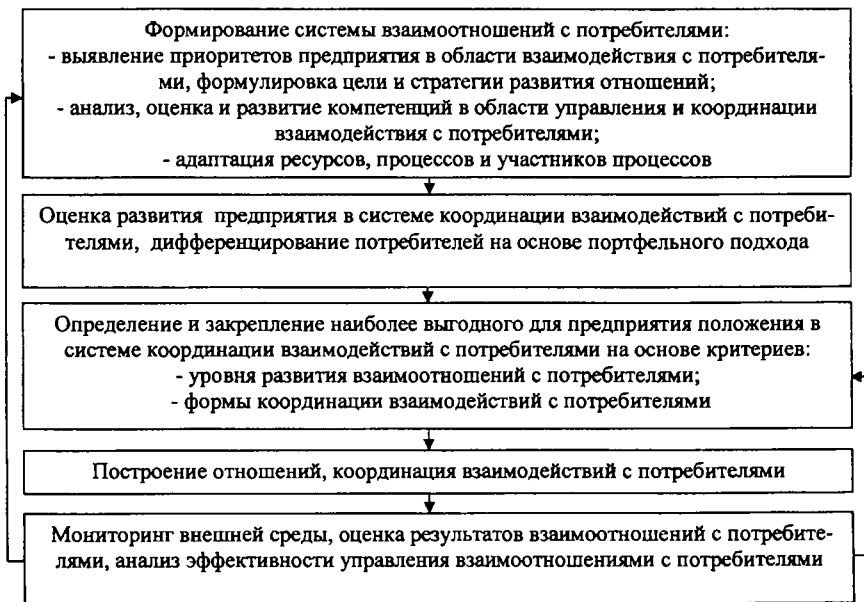 Формирование системы взаимоотношений с потребителями:
- выявление приоритетов предприятия в области взаимодействия с потребителя-
ми, формулировка цели и стратегии развития отношений;
- анализ, оценка и развитие компетенций в области управления и координации
взаимодействия с потребителями;
- адаптация ресурсов, процессов и участников процессов
Оценка развития предприятия в системе координации взаимодействий с потреби-
телями, дифференцирование потребителей на основе портфельного подхода
Определение и закрепление наиболее выгодного для предприятия положения в
системе координации взаимодействий с потребителями на основе критериев:
- уровня развития взаимоотношений с потребителями;
- формы координации взаимодействий с потребителями
Построение отношений, координация взаимодействий с потребителями
Мониторинг внешней среды, оценка результатов взаимоотношений с потребите-
лями, анализ эффективности управления взаимоотношениями с потребителями